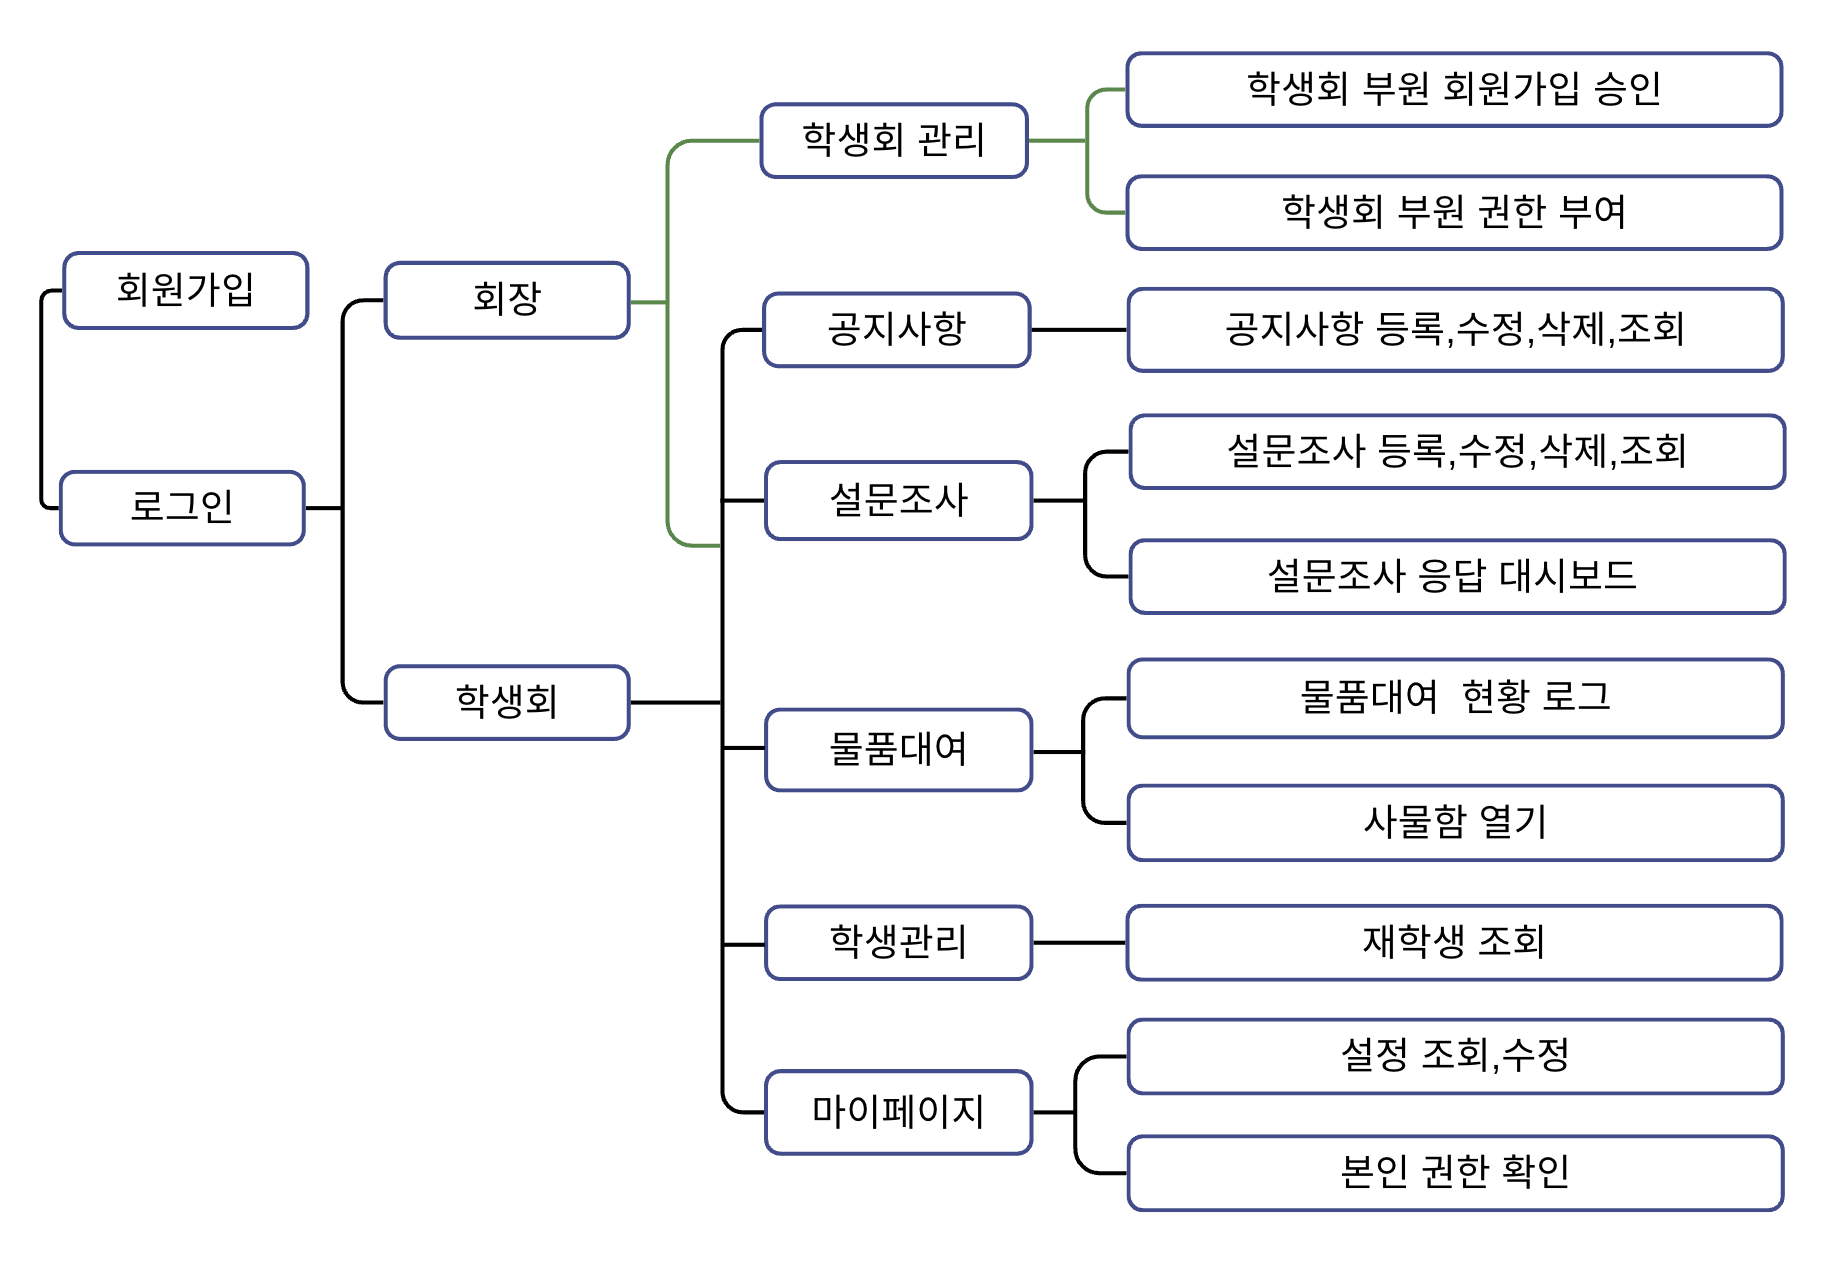 회원가입
로그인
회장
학생회
학생회 관리
학생회 부원 회원가입 승인
학생회 부원 권한 부여
공지사항
공지사항 등록,수정,삭제,조회
설문조사
설문조사 등록,수정,삭제,조회
설문조사 응답 대시보드
물품대여
물품대여  현황 로그
사물함 열기
학생관리
재학생 조회
마이페이지
설정 조회,수정
본인 권한 확인